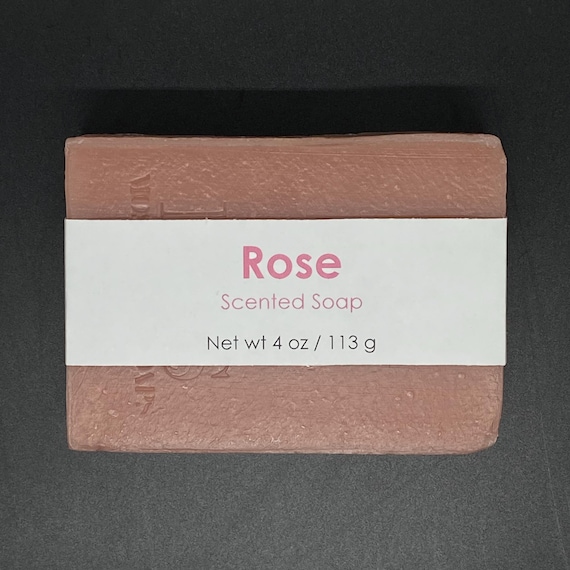 Rose
Scented Soap
Net wt 4 oz / 113 g